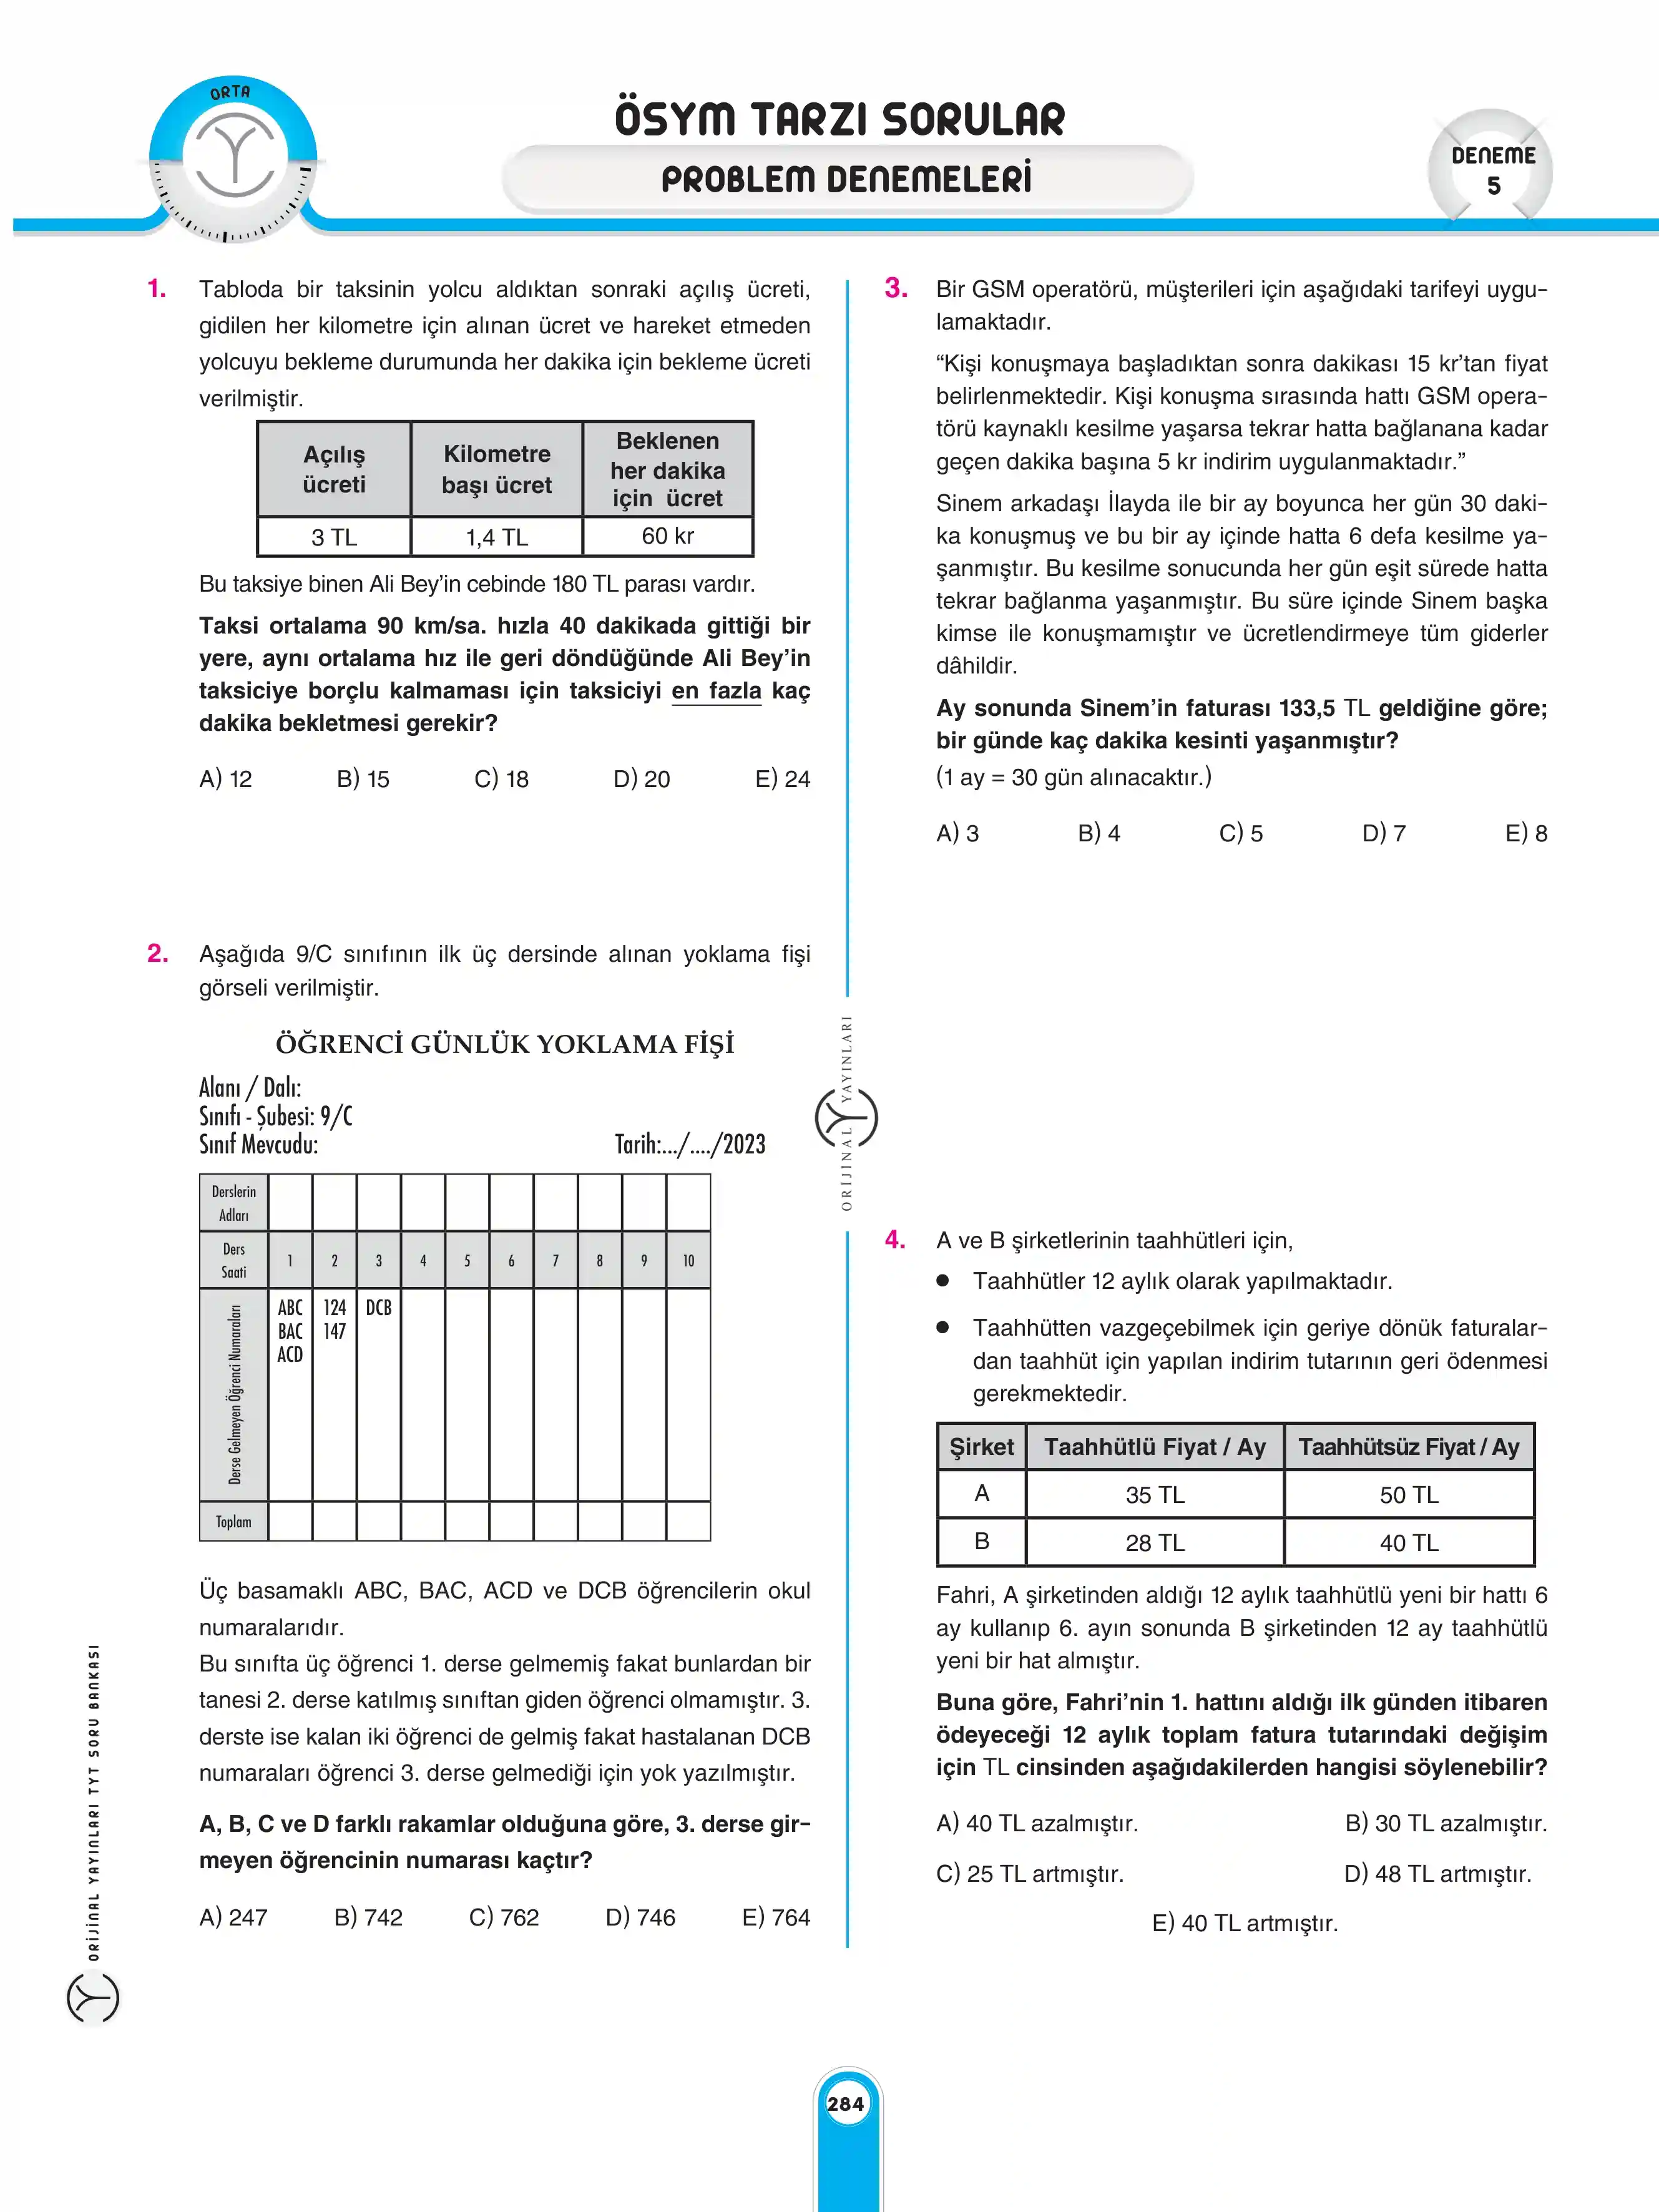 ORTA
ÖSYM TARZI SORULAR
PROBLEM DENEMELERİ
DENEME
5
1. Tabloda bir taksinin yolcu aldıktan sonraki açılış ücreti,
gidilen her kilometre için alınan ücret ve hareket etmeden
yolcuyu bekleme durumunda her dakika için bekleme ücreti
verilmiştir.
Açılış ücreti | Kilometre başı ücret | Beklenen her dakika için ücret
3 TL | 1,4 TL | 60 kr
Bu taksiye binen Ali Bey’in cebinde 180 TL parası vardır.
Taksi ortalama 90 km/sa. hızla 40 dakikada gittiği bir
yere, aynı ortalama hız ile geri döndüğünde Ali Bey’in
taksiciye borçlu kalmaması için taksiciyi en fazla kaç
dakika bekletmesi gerekir?
A) 12 B) 15 C) 18 D) 20 E) 24
2. Aşağıda 9/C sınıfının ilk üç dersinde alınan yoklama fişi
görseli verilmiştir.
ÖĞRENCİ GÜNLÜK YOKLAMA FİŞİ
Alanı / Dalı:
Sınıfı - Şubesi: 9/C
Sınıf Mevcudu: Tarih:.../..../2023
Derslerin
Adları
Ders
Saati
1 2 3 4 5 6 7 8 9 10
Derse Gelmeyen Öğrenci Numaraları
ABC 124 DCB
BAC 147
ACD
Toplam
Üç basamaklı ABC, BAC, ACD ve DCB öğrencilerin okul
numaralarıdır.
Bu sınıfta üç öğrenci 1. derse gelmemiş fakat bunlardan bir
tanesi 2. derse katılmış sınıftan giden öğrenci olmamıştır. 3.
derste ise kalan iki öğrenci de gelmiş fakat hastalanan DCB
numaraları öğrenci 3. derse gelmediği için yok yazılmıştır.
A, B, C ve D farklı rakamlar olduğuna göre, 3. derse gir-
meyen öğrencinin numarası kaçtır?
A) 247 B) 742 C) 762 D) 746 E) 764
3. Bir GSM operatörü, müşterileri için aşağıdaki tarifeyi uygu-
lamaktadır.
“Kişi konuşmaya başladıktan sonra dakikası 15 kr’tan fiyat
belirlenmektedir. Kişi konuşma sırasında hattı GSM opera-
törü kaynaklı kesilme yaşarsa tekrar hatta bağlanana kadar
geçen dakika başına 5 kr indirim uygulanmaktadır.”
Sinem arkadaşı İlayda ile bir ay boyunca her gün 30 daki-
ka konuşmuş ve bu bir ay içinde hatta 6 defa kesilme ya-
şanmıştır. Bu kesilme sonucunda her gün eşit sürede hatta
tekrar bağlanma yaşanmıştır. Bu süre içinde Sinem başka
kimse ile konuşmamıştır ve ücretlendirmeye tüm giderler
dâhildir.
Ay sonunda Sinem’in faturası 133,5 TL geldiğine göre;
bir günde kaç dakika kesinti yaşanmıştır?
(1 ay = 30 gün alınacaktır.)
A) 3 B) 4 C) 5 D) 7 E) 8
4. A ve B şirketlerinin taahhütleri için,
● Taahhütler 12 aylık olarak yapılmaktadır.
● Taahhütten vazgeçebilmek için geriye dönük faturalar-
dan taahhüt için yapılan indirim tutarının geri ödenmesi
gerekmektedir.
Şirket | Taahhütlü Fiyat / Ay | Taahhütsüz Fiyat / Ay
A | 35 TL | 50 TL
B | 28 TL | 40 TL
Fahri, A şirketinden aldığı 12 aylık taahhütlü yeni bir hattı 6
ay kullanıp 6. ayın sonunda B şirketinden 12 ay taahhütlü
yeni bir hat almıştır.
Buna göre, Fahri’nin 1. hattını aldığı ilk günden itibaren
ödeyeceği 12 aylık toplam fatura tutarındaki değişim
için TL cinsinden aşağıdakilerden hangisi söylenebilir?
A) 40 TL azalmıştır. B) 30 TL azalmıştır.
C) 25 TL artmıştır. D) 48 TL artmıştır.
E) 40 TL artmıştır.
ORİJİNAL YAYINLARI
ORİJİNAL YAYINLARI TYT SORU BANKASI
284